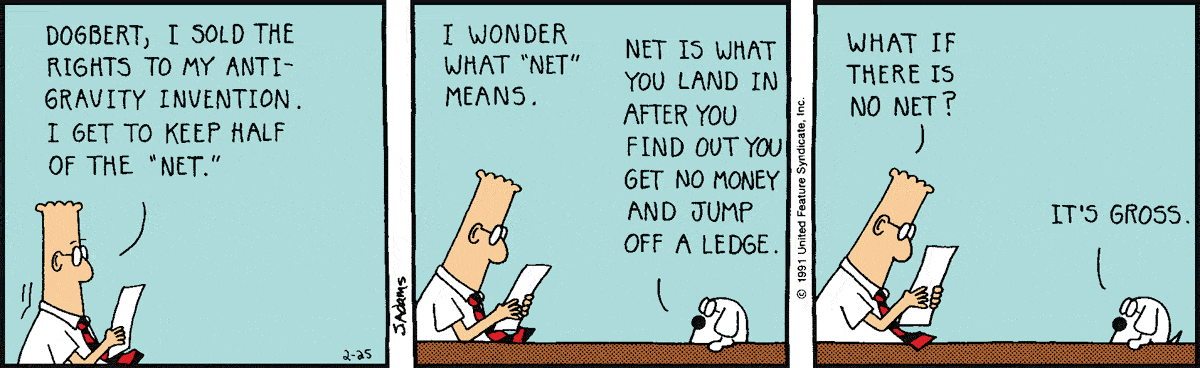 DOGBERT, I SOLD THE
RIGHTS TO MY ANTI-
GRAVITY INVENTION.
I GET TO KEEP HALF
OF THE "NET."
2-25
S.Adams
I WONDER
WHAT "NET"
MEANS.
NET IS WHAT
YOU LAND IN
AFTER YOU
FIND OUT YOU
GET NO MONEY
AND JUMP
OFF A LEDGE.
© 1991 United Feature Syndicate, Inc.
WHAT IF
THERE IS
NO NET?
IT'S GROSS.